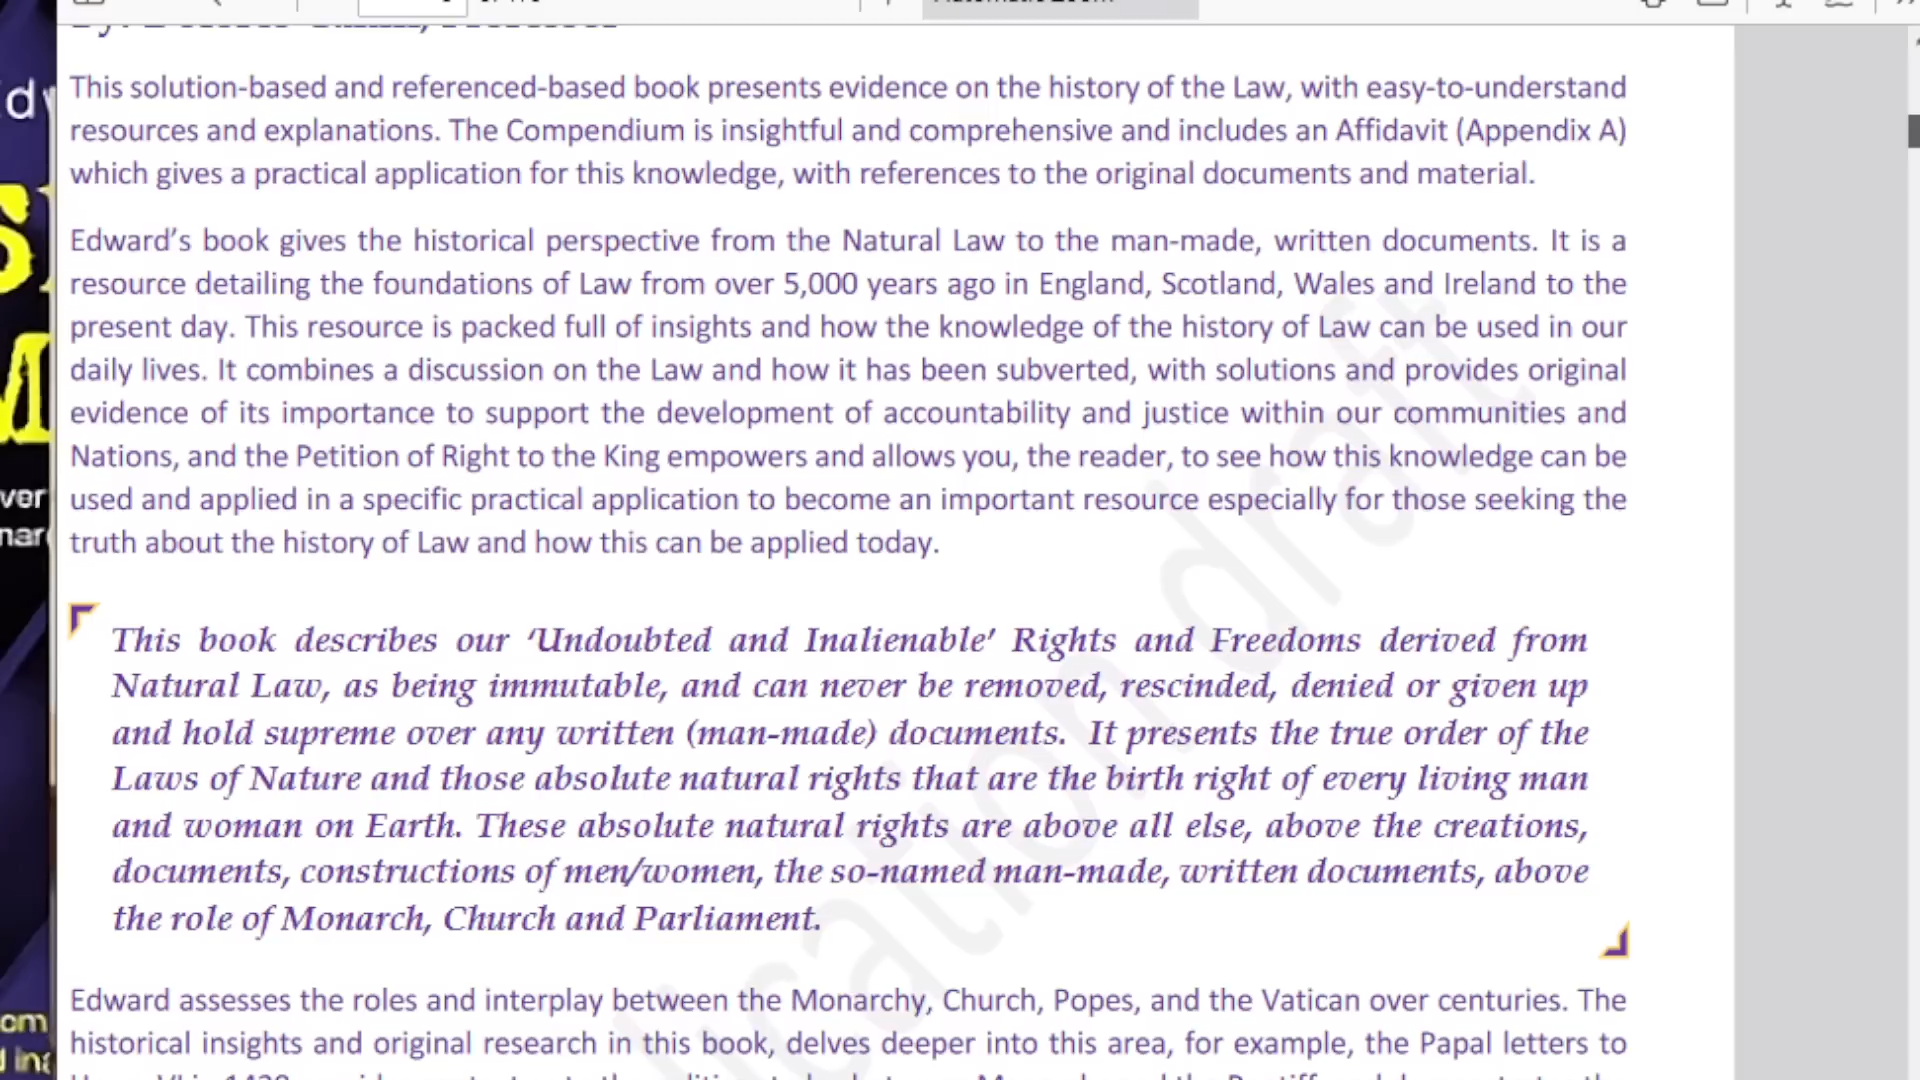 This solution-based and referenced-based book presents evidence on the history of the Law, with easy-to-understand
resources and explanations. The Compendium is insightful and comprehensive and includes an Affidavit (Appendix A)
which gives a practical application for this knowledge, with references to the original documents and material.
Edward's book gives the historical perspective from the Natural Law to the man-made, written documents. It is a
resource detailing the foundations of Law from over 5,000 years ago in England, Scotland, Wales and Ireland to the
present day. This resource is packed full of insights and how the knowledge of the history of Law can be used in our
daily lives. It combines a discussion on the Law and how it has been subverted, with solutions and provides original
evidence of its importance to support the development of accountability and justice within our communities and
Nations, and the Petition of Right to the King empowers and allows you, the reader, to see how this knowledge can be
used and applied in a specific practical application to become an important resource especially for those seeking the
truth about the history of Law and how this can be applied today.
This book describes our ‘Undoubted and Inalienable’ Rights and Freedoms derived from
Natural Law, as being immutable, and can never be removed, rescinded, denied or given up
and hold supreme over any written (man-made) documents. It presents the true order of the
Laws of Nature and those absolute natural rights that are the birth right of every living man
and woman on Earth. These absolute natural rights are above all else, above the creations,
documents, constructions of men/women, the so-named man-made, written documents, above
the role of Monarch, Church and Parliament.
Edward assesses the roles and interplay between the Monarchy, Church, Popes, and the Vatican over centuries. The
historical insights and original research in this book, delves deeper into this area, for example, the Papal letters to